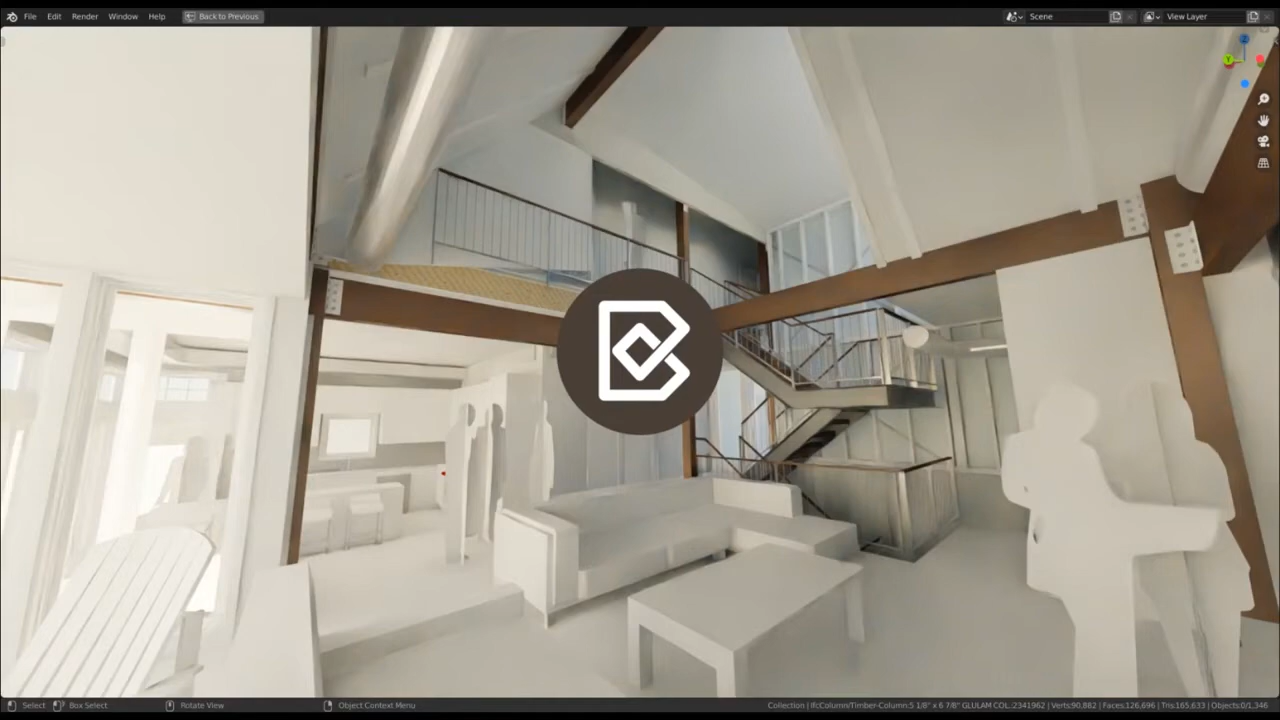 File Edit Render Window Help Back to Previous Scene View Layer
Z
Y
Select Box Select Rotate View Object Context Menu Collection | IfcColumn/Timber-Column:5 1/8" x 6 7/8" GLULAM COL.:2341962 | Verts:90,882 | Faces:126,696 | Tris:165,633 | Objects:0/1,346